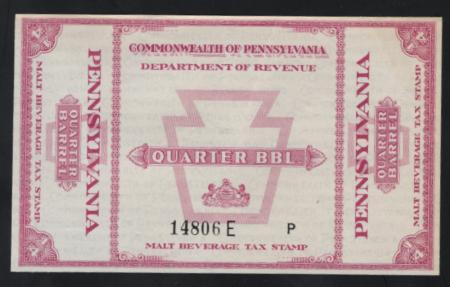 COMMONWEALTH OF PENNSYLVANIA
DEPARTMENT OF REVENUE
QUARTER BBL.
14806 E P
MALT BEVERAGE TAX STAMP
PENNSYLVANIA
QUARTER
BARREL
MALT BEVERAGE TAX STAMP
PENNSYLVANIA
QUARTER
BARREL
MALT BEVERAGE TAX STAMP